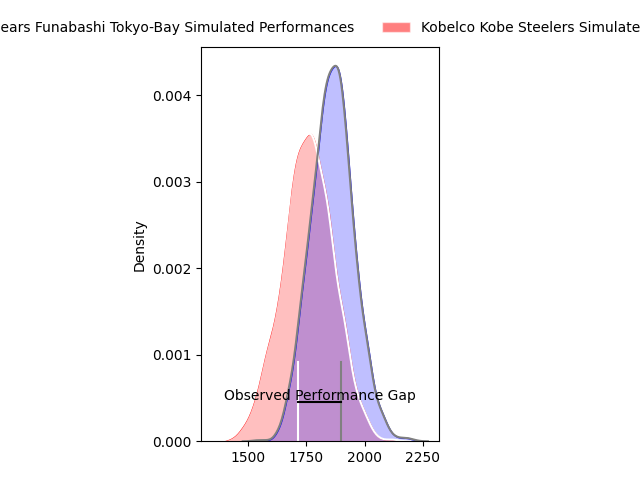 ears Funabashi Tokyo-Bay Simulated Performances
Kobelco Kobe Steelers Simulate
0.004
0.003
0.002
0.001
0.000
Density
Observed Performance Gap
1500 1750 2000 2250